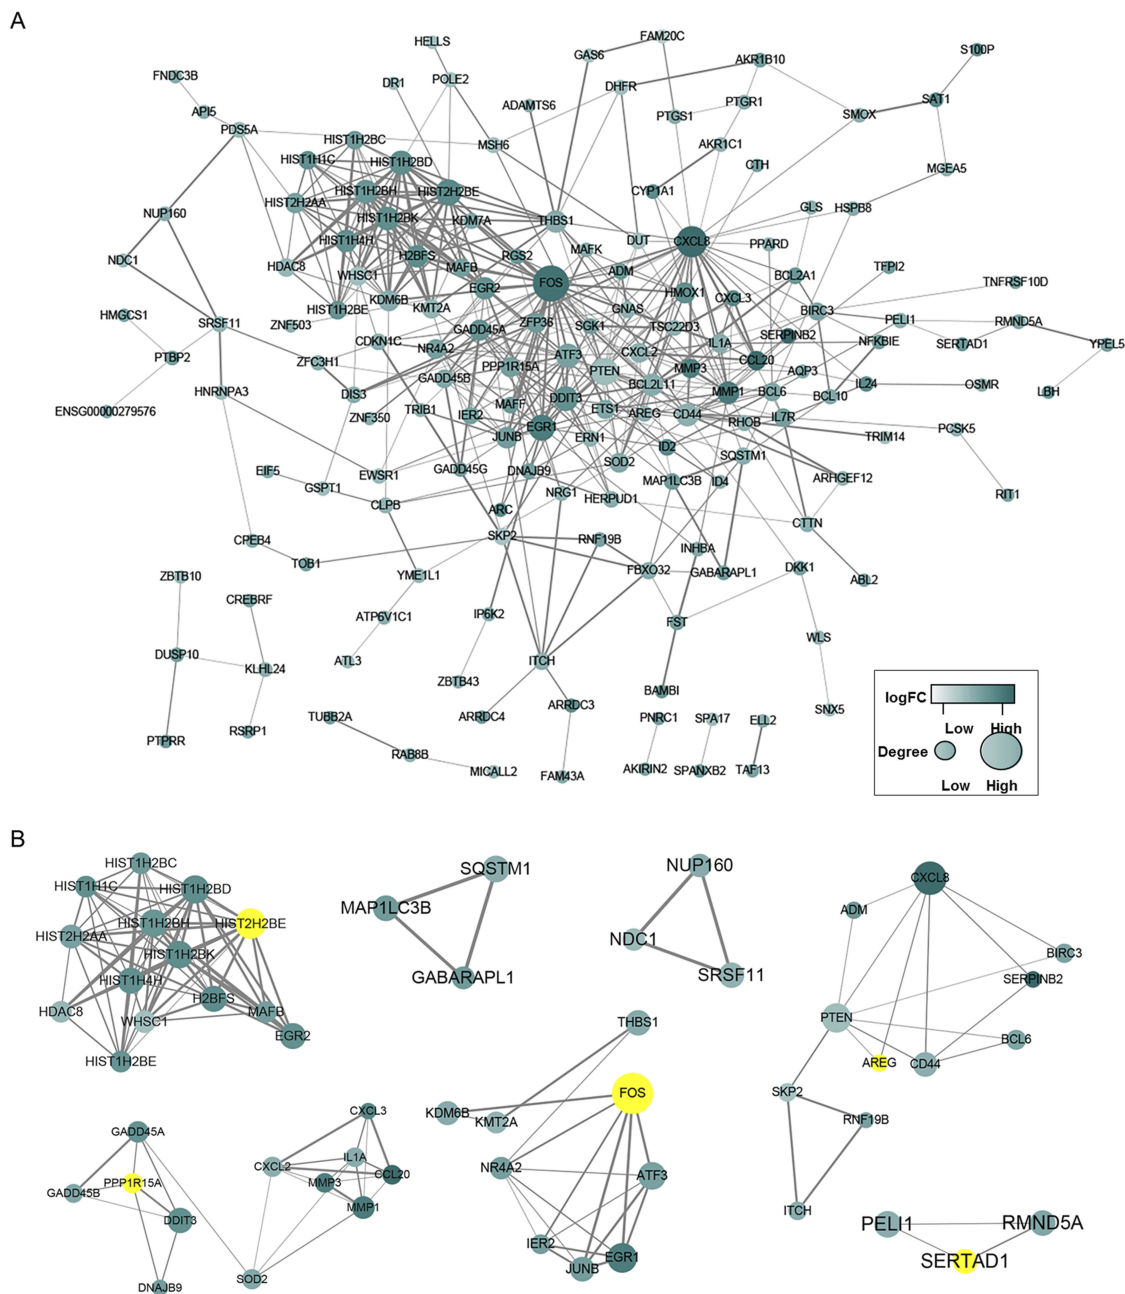 A
HELLS
FAM20C
GAS6
S100P
FNDC3B
DR1
POLE2
AKR1B10
DHFR
API5
ADAMTS6
PTGS1
PTGR1
SAT1
SMOX
PDS5A
HIST1H2BC
MSH6
AKR1C1
HIST1H1C
HIST1H2BD
CTH
MGEA5
HIST1H2BH
HIST2H2BE
CYP1A1
HIST2H2AA
NUP160
HIST1H2BK
KDM7A
THBS1
GLS
HSPB8
HIST1H4H
MAFK
DUT
CXCL8
PPARD
NDC1
HDAC8
WHSC1
H2BFS
MAFB
RGS2
ADM
BCL2A1
TFPI2
FOS
EGR2
HMOX1
CXCL3
TNFRSF10D
HIST1H2BE
KDM6B
KMT2A
GNAS
BIRC3
HMGCS1
SRSF11
ZNF503
GADD45A
ZFP36
SGK1
TSC22D3
SERPINB2
PELI1
RMND5A
CDKN1C
NR4A2
ATF3
CXCL2
IL1A
NFKBIE
SERTAD1
YPEL5
PTBP2
ZFC3H1
PPP1R15A
PTEN
MMP3
CCL20
AQP3
HNRNPA3
DIS3
GADD45B
BCL2L11
MMP1
BCL6
IL24
OSMR
LBH
ENSG00000279576
ZNF350
TRIB1
IER2
MAFF
DDIT3
ETS1
AREG
CD44
RHOB
IL7R
BCL10
JUNB
EGR1
ERN1
ID2
TRIM14
PCSK5
EIF5
EWSR1
GADD45G
DNAJB9
SOD2
SQSTM1
GSPT1
CLPB
NRG1
HERPUD1
MAP1LC3B
ID4
ARHGEF12
RIT1
ARC
CTTN
CPEB4
SKP2
RNF19B
INHBA
TOB1
YME1L1
FBXO32
GABARAPL1
DKK1
ABL2
ZBTB10
CREBRF
ATP6V1C1
IP6K2
FST
WLS
DUSP10
KLHL24
ATL3
ITCH
ZBTB43
BAMBI
SNX5
PTPRR
RSRP1
TUBB2A
ARRDC4
ARRDC3
PNRC1
SPA17
ELL2
RAB8B
MICALL2
FAM43A
AKIRIN2
SPANXB2
TAF13
logFC
Low High
Degree
Low High
B
HIST1H2BC
HIST1H1C
HIST1H2BD
HIST1H2BH
HIST2H2BE
HIST2H2AA
HIST1H2BK
HIST1H4H
H2BFS
HDAC8
WHSC1
MAFB
EGR2
HIST1H2BE
SQSTM1
MAP1LC3B
GABARAPL1
NUP160
NDC1
SRSF11
CXCL8
ADM
BIRC3
SERPINB2
PTEN
BCL6
AREG
CD44
SKP2
RNF19B
ITCH
GADD45A
PPP1R15A
GADD45B
DDIT3
DNAJB9
CXCL3
CXCL2
IL1A
MMP3
CCL20
MMP1
SOD2
THBS1
FOS
KDM6B
KMT2A
NR4A2
ATF3
IER2
EGR1
JUNB
PELI1
RMND5A
SERTAD1